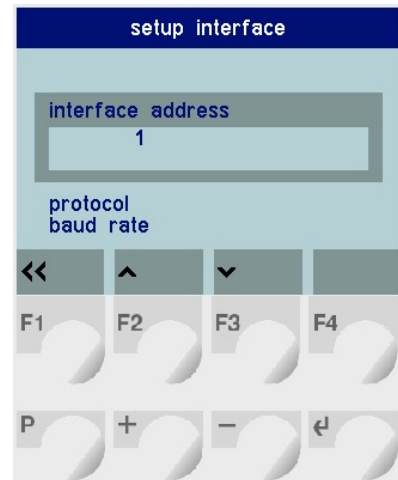 setup interface
interface address
1
protocol
baud rate
<< ^ v
F1 F2 F3 F4
P + - ↵